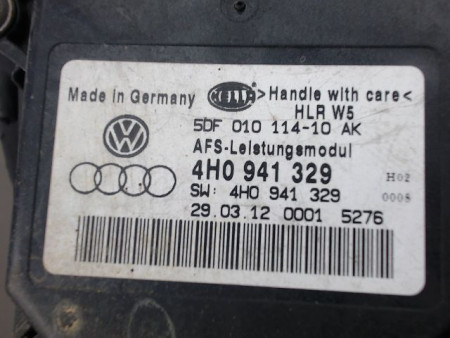 Made in Germany HELLA >Handle with care<
HLR W5
5DF 010 114-10 AK
AFS-Leistungsmodul
4H0 941 329 H02
SW: 4H0 941 329 0005
29.03.12 0001 5276